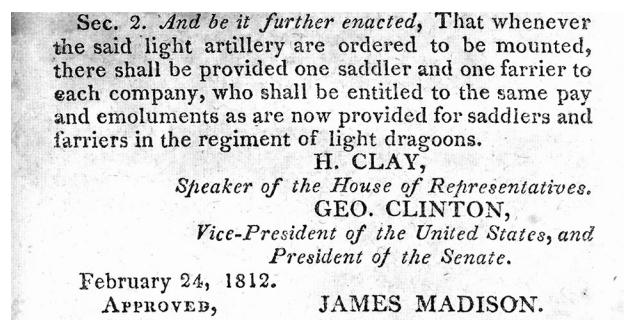 Sec. 2. And be it further enacted, That whenever
the said light artillery are ordered to be mounted,
there shall be provided one saddler and one farrier to
each company, who shall be entitled to the same pay
and emoluments as are now provided for saddlers and
farriers in the regiment of light dragoons.
H. CLAY,
Speaker of the House of Representatives.
GEO. CLINTON,
Vice-President of the United States, and
President of the Senate.
February 24, 1812.
APPROVED, JAMES MADISON.